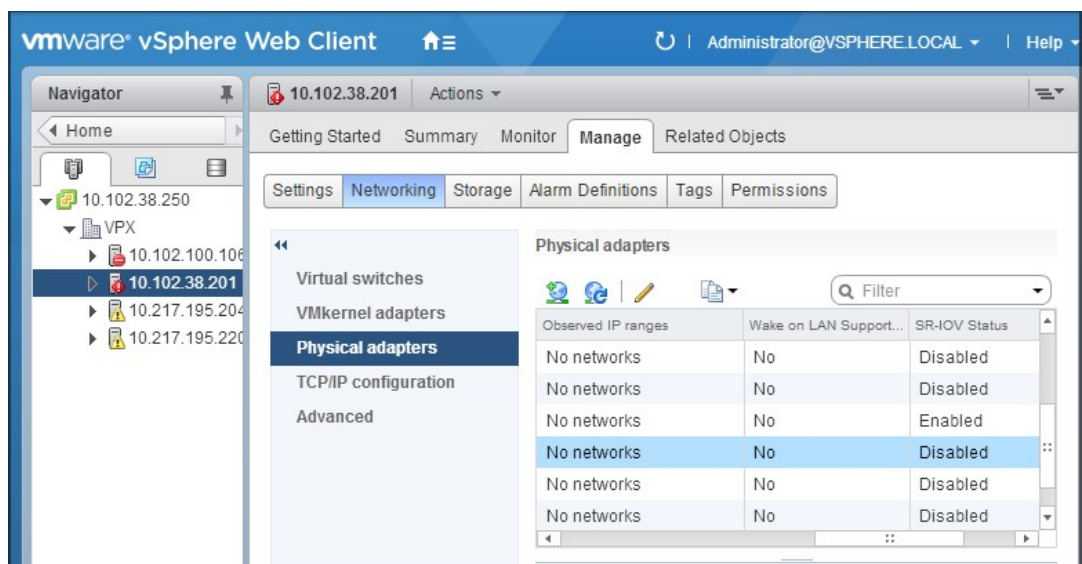 vmware® vSphere Web Client
Administrator@VSPHERE.LOCAL
Help
Navigator
Home
10.102.38.250
VPX
10.102.100.106
10.102.38.201
10.217.195.204
10.217.195.220
10.102.38.201 Actions
Getting Started Summary Monitor Manage Related Objects
Settings Networking Storage Alarm Definitions Tags Permissions
Virtual switches
VMkernel adapters
Physical adapters
TCP/IP configuration
Advanced
Physical adapters
Filter
Observed IP ranges Wake on LAN Support... SR-IOV Status
No networks No Disabled
No networks No Disabled
No networks No Enabled
No networks No Disabled
No networks No Disabled
No networks No Disabled